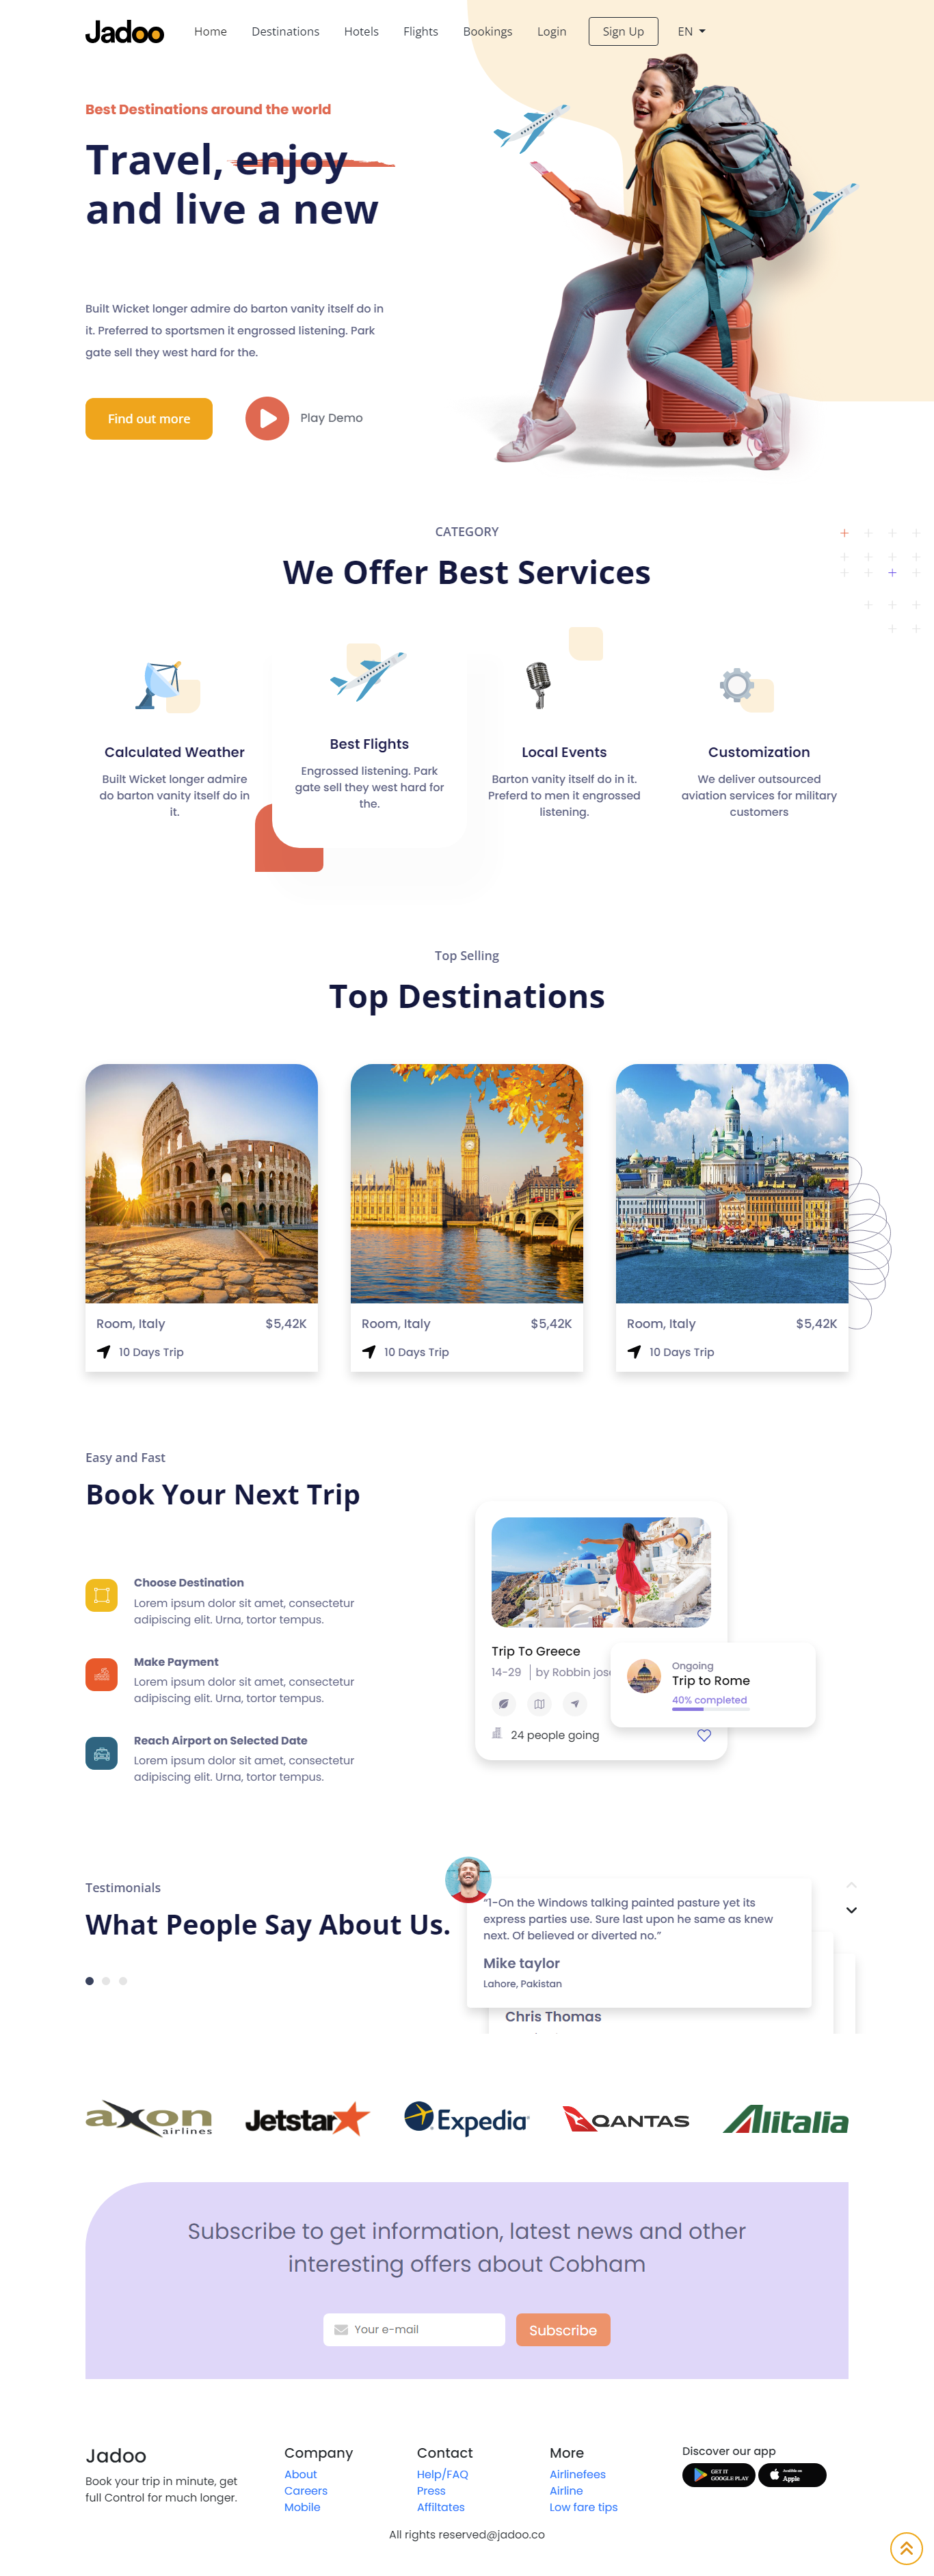 Jadoo
Home Destinations Hotels Flights Bookings Login Sign Up EN
Best Destinations around the world
Travel, enjoy
and live a new
Built Wicket longer admire do barton vanity itself do in
it. Preferred to sportsmen it engrossed listening. Park
gate sell they west hard for the.
Find out more
Play Demo
CATEGORY
We Offer Best Services
Calculated Weather
Built Wicket longer admire
do barton vanity itself do in
it.
Best Flights
Engrossed listening. Park
gate sell they west hard for
the.
Local Events
Barton vanity itself do in it.
Preferd to men it engrossed
listening.
Customization
We deliver outsourced
aviation services for military
customers
Top Selling
Top Destinations
Room, Italy $5,42K
10 Days Trip
Room, Italy $5,42K
10 Days Trip
Room, Italy $5,42K
10 Days Trip
Easy and Fast
Book Your Next Trip
Choose Destination
Lorem ipsum dolor sit amet, consectetur
adipiscing elit. Urna, tortor tempus.
Make Payment
Lorem ipsum dolor sit amet, consectetur
adipiscing elit. Urna, tortor tempus.
Reach Airport on Selected Date
Lorem ipsum dolor sit amet, consectetur
adipiscing elit. Urna, tortor tempus.
Trip To Greece
14-29 | by Robbin jose
24 people going
Ongoing
Trip to Rome
40% completed
Testimonials
What People Say About Us.
“1-On the Windows talking painted pasture yet its
express parties use. Sure last upon he same as knew
next. Of believed or diverted no.”
Mike taylor
Lahore, Pakistan
Chris Thomas
axon
airlines
Jetstar
Expedia
QANTAS
Alitalia
Subscribe to get information, latest news and other
interesting offers about Cobham
Your e-mail
Subscribe
Jadoo
Book your trip in minute, get
full Control for much longer.
Company
About
Careers
Mobile
Contact
Help/FAQ
Press
Affiltates
More
Airlinefees
Airline
Low fare tips
Discover our app
GET IT
GOOGLE PLAY
Available on
Apple
All rights reserved@jadoo.co